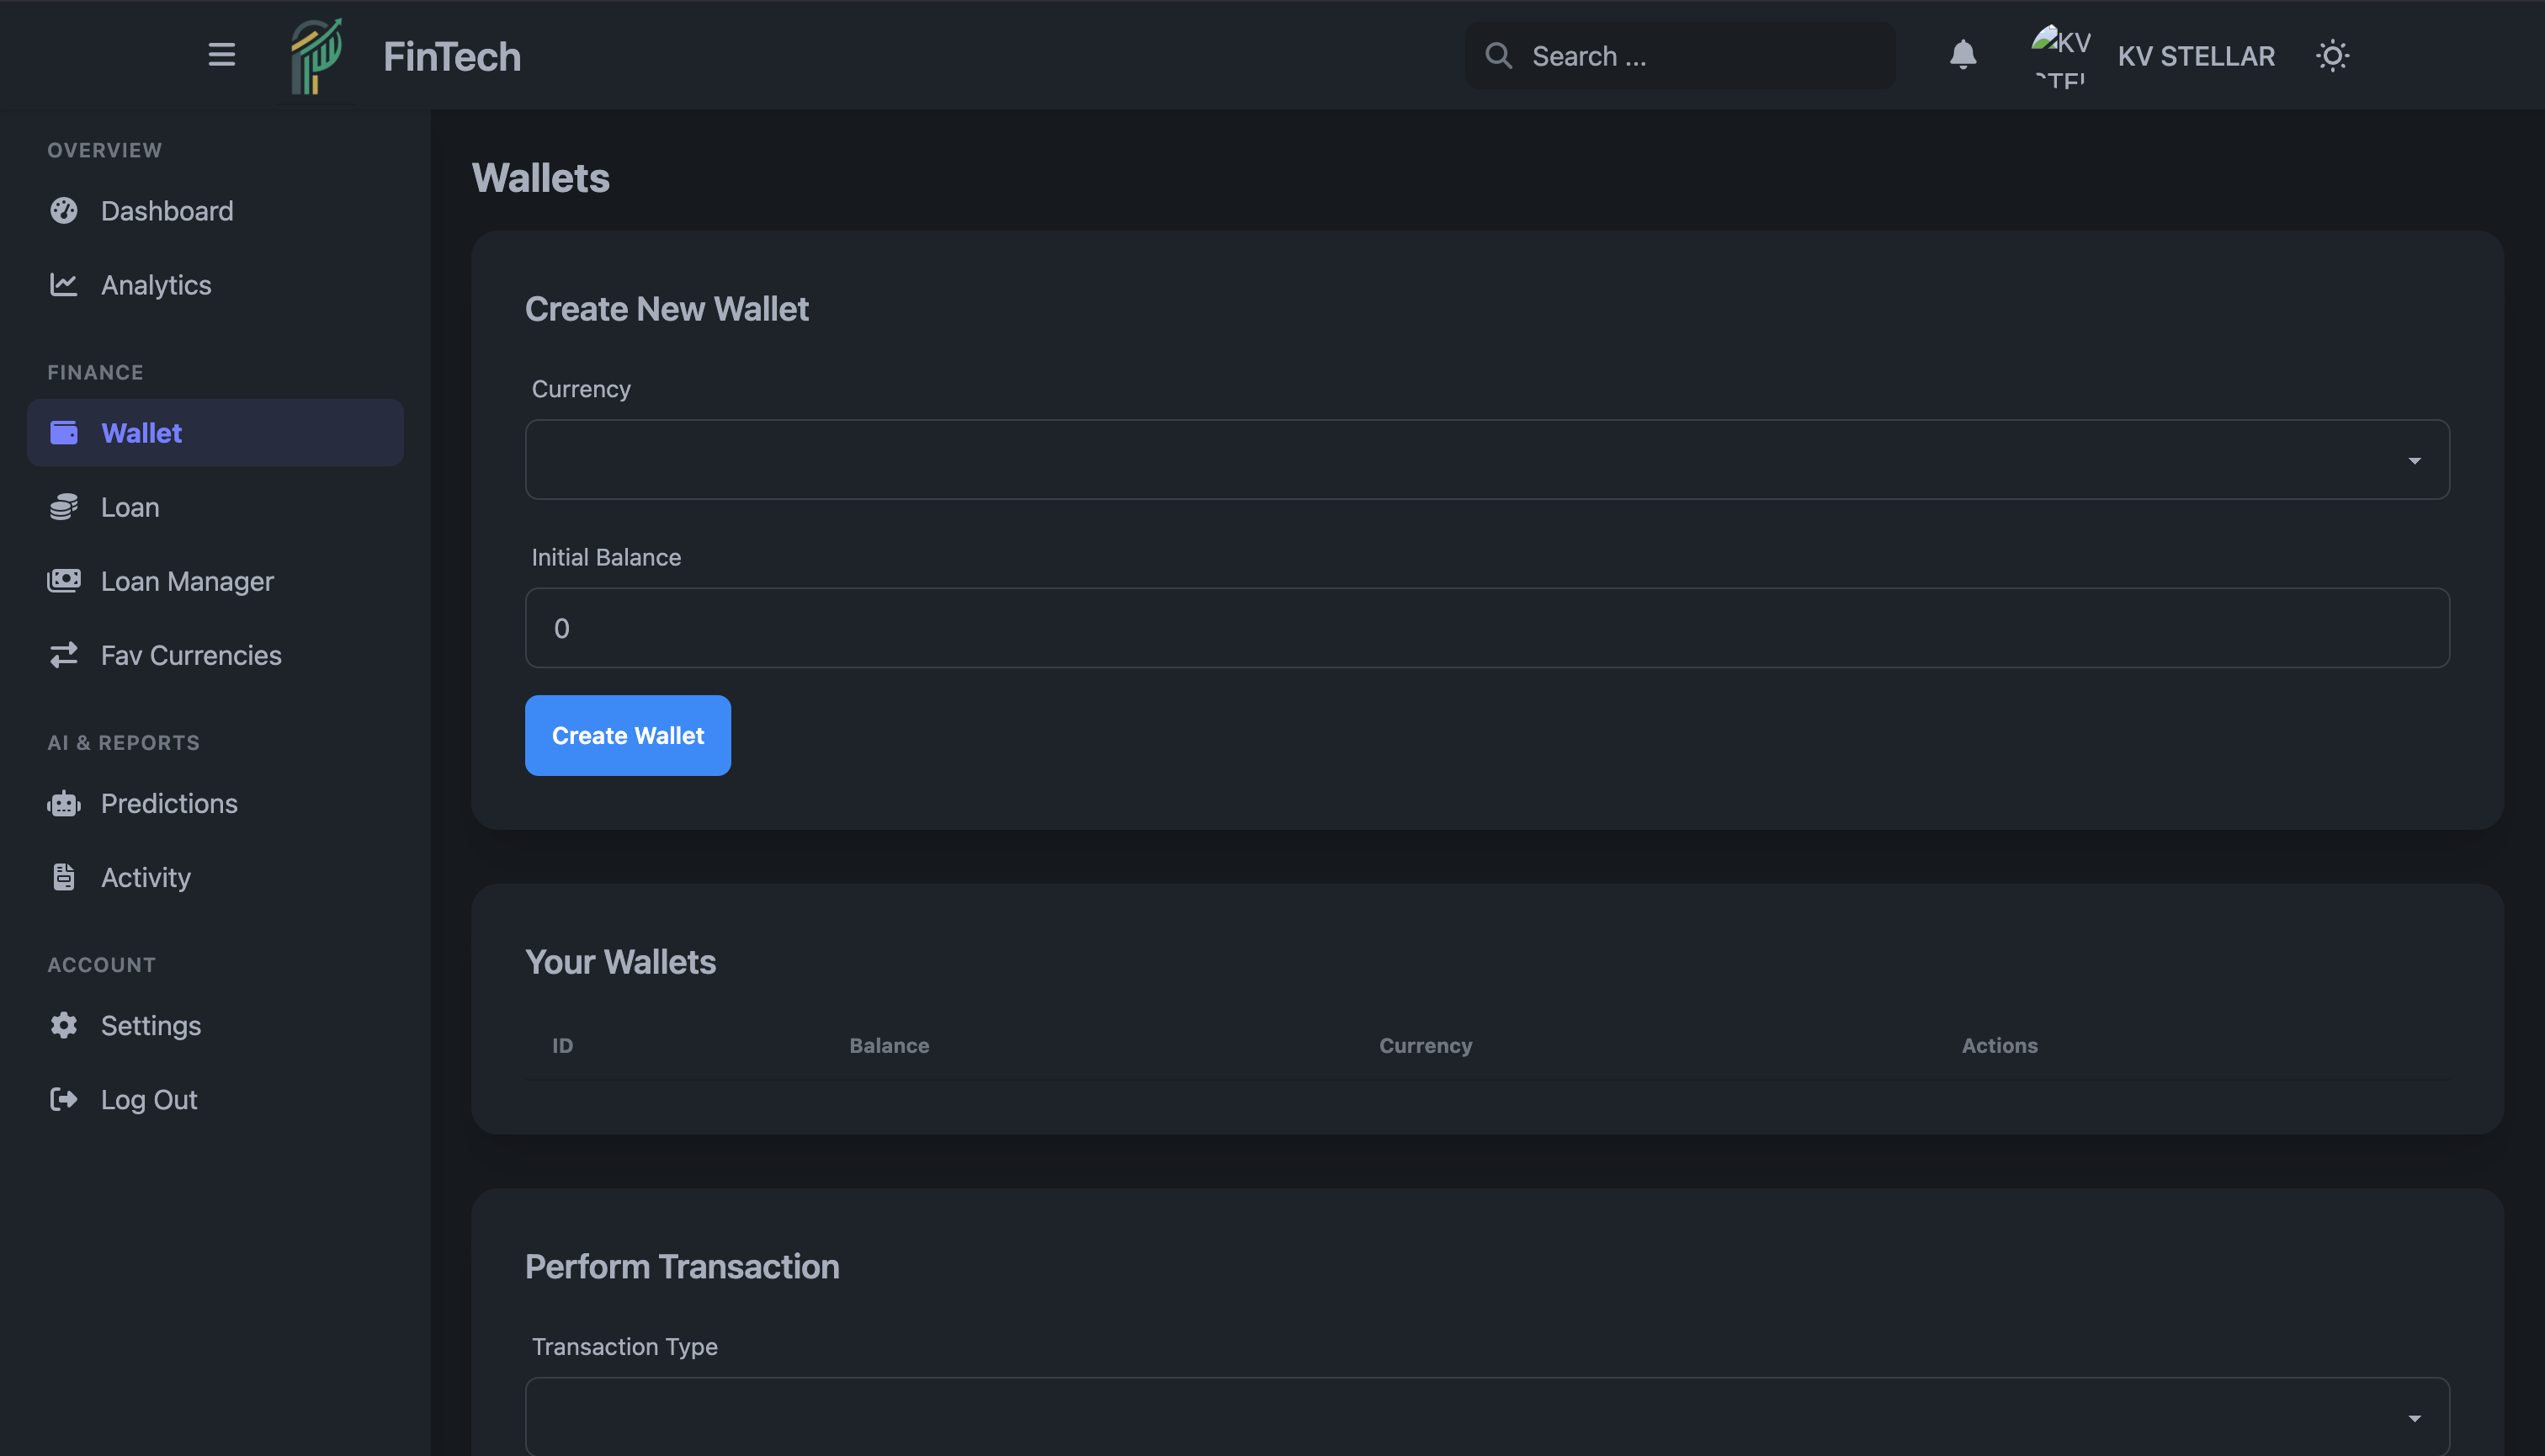 FinTech
Search ...
KV
STEL
KV STELLAR
OVERVIEW
Dashboard
Analytics
FINANCE
Wallet
Loan
Loan Manager
Fav Currencies
AI & REPORTS
Predictions
Activity
ACCOUNT
Settings
Log Out
Wallets
Create New Wallet
Currency
Initial Balance
0
Create Wallet
Your Wallets
ID Balance Currency Actions
Perform Transaction
Transaction Type